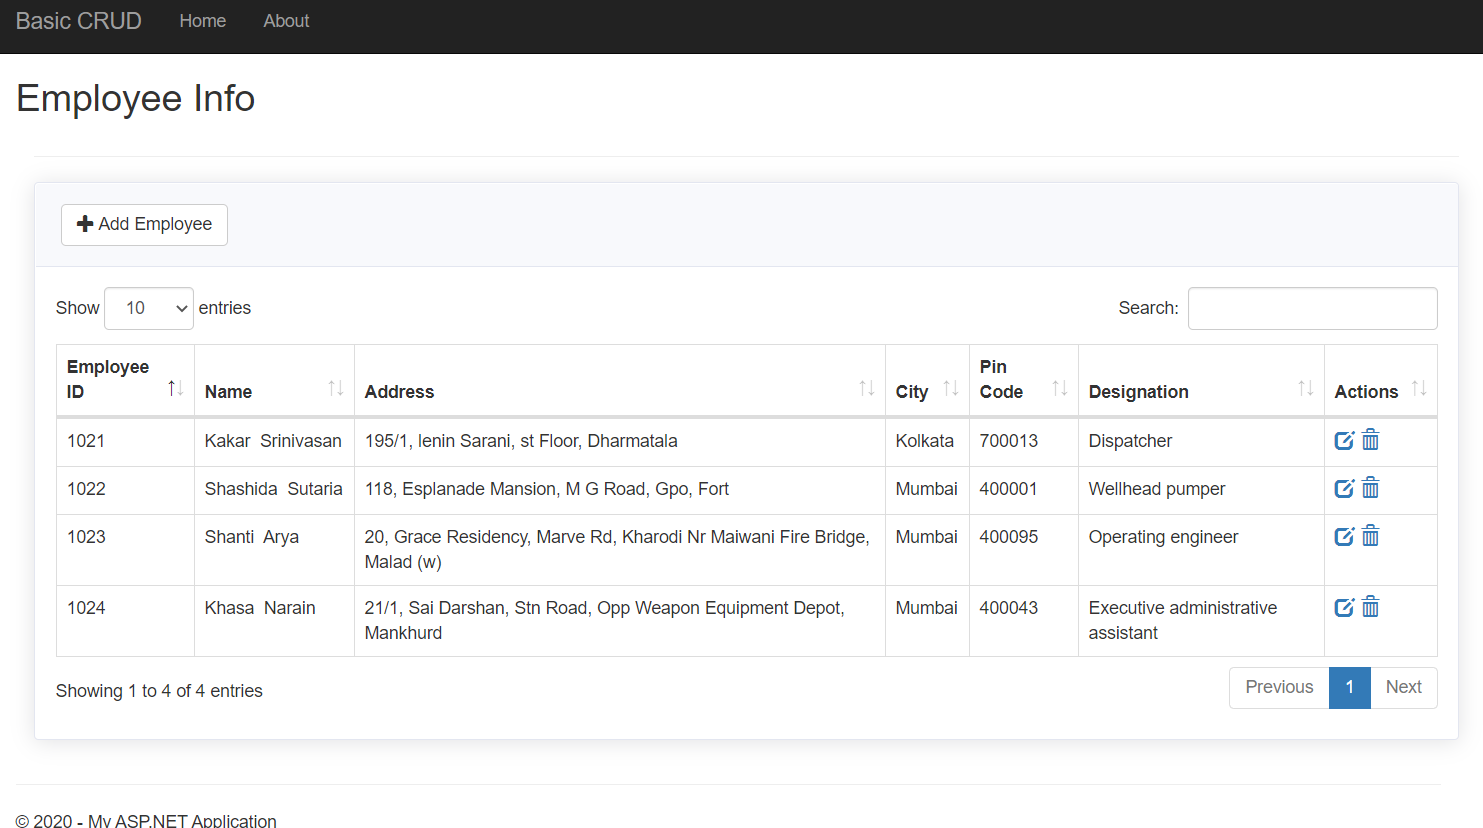 Basic CRUD Home About
Employee Info
Add Employee
Show 10 entries Search:
Employee ID Name Address City Pin Code Designation Actions
1021 Kakar Srinivasan 195/1, lenin Sarani, st Floor, Dharmatala Kolkata 700013 Dispatcher
1022 Shashida Sutaria 118, Esplanade Mansion, M G Road, Gpo, Fort Mumbai 400001 Wellhead pumper
1023 Shanti Arya 20, Grace Residency, Marve Rd, Kharodi Nr Maiwani Fire Bridge, Mumbai 400095 Operating engineer
Malad (w)
1024 Khasa Narain 21/1, Sai Darshan, Stn Road, Opp Weapon Equipment Depot, Mumbai 400043 Executive administrative
Mankhurd assistant
Showing 1 to 4 of 4 entries Previous 1 Next
© 2020 - My ASP.NET Application